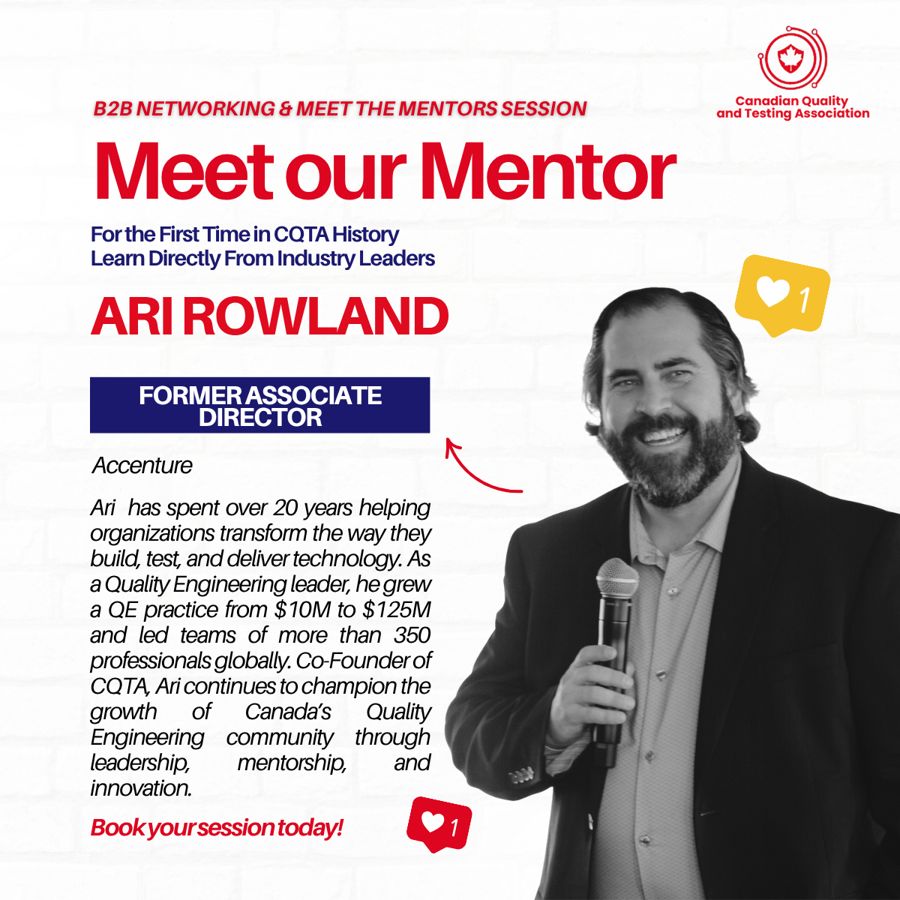 Canadian Quality
and Testing Association
B2B NETWORKING & MEET THE MENTORS SESSION
Meet our Mentor
For the First Time in CQTA History
Learn Directly From Industry Leaders
ARI ROWLAND
1
FORMER ASSOCIATE
DIRECTOR
Accenture
Ari has spent over 20 years helping
organizations transform the way they
build, test, and deliver technology. As
a Quality Engineering leader, he grew
a QE practice from $10M to $125M
and led teams of more than 350
professionals globally. Co-Founder of
CQTA, Ari continues to champion the
growth of Canada's Quality
Engineering community through
leadership, mentorship, and
innovation.
Book your session today!
1